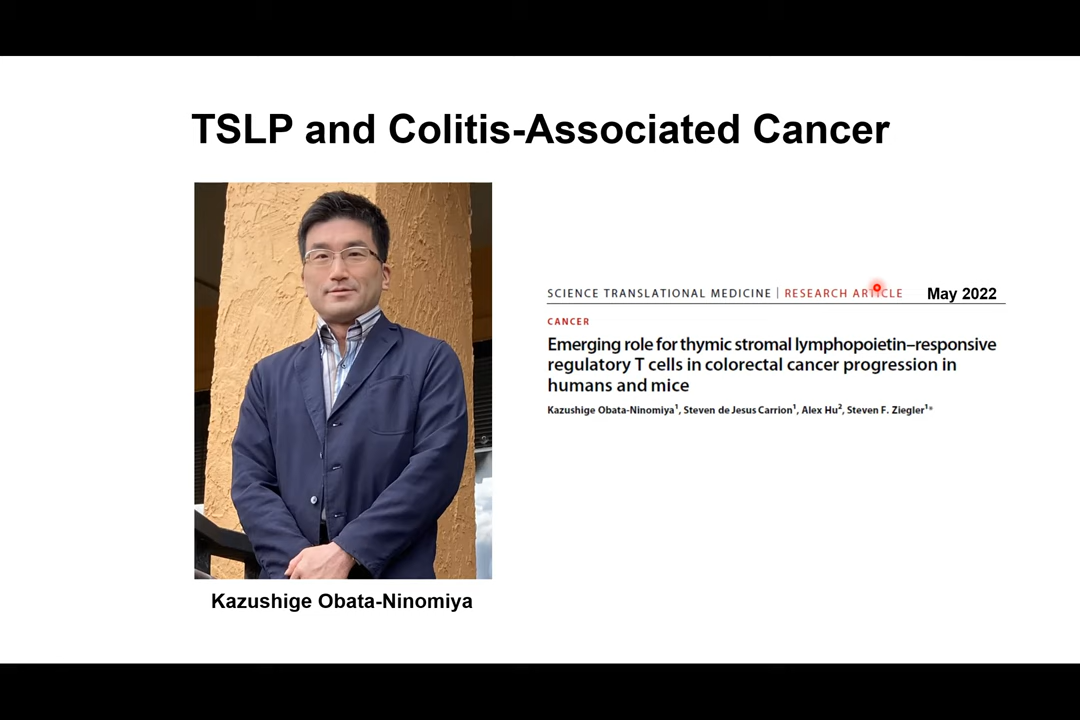 TSLP and Colitis-Associated Cancer
SCIENCE TRANSLATIONAL MEDICINE | RESEARCH ARTICLE May 2022
CANCER
Emerging role for thymic stromal lymphopoietin–responsive
regulatory T cells in colorectal cancer progression in
humans and mice
Kazushige Obata-Ninomiya1, Steven de Jesus Carrion1, Alex Hu2, Steven F. Ziegler1*
Kazushige Obata-Ninomiya